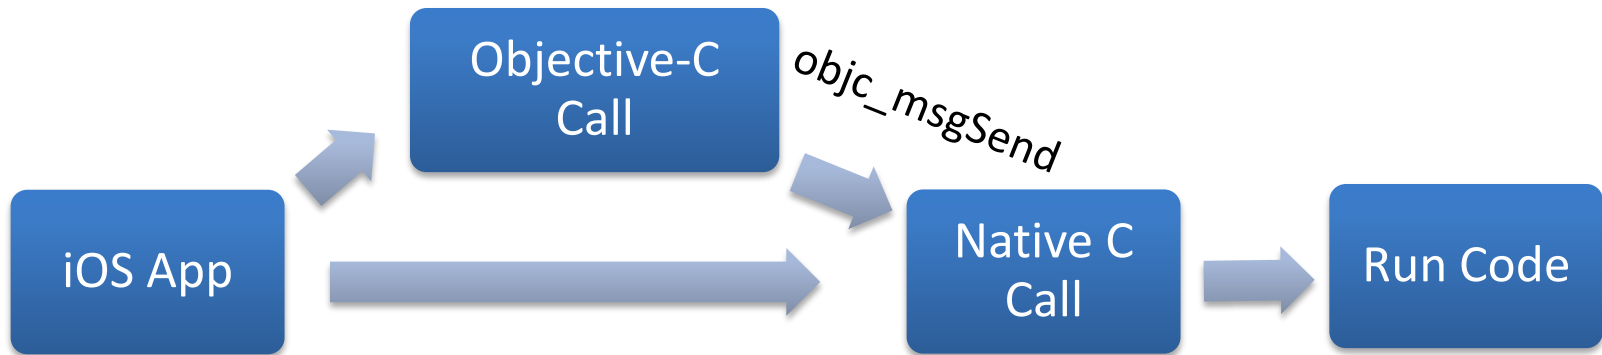 Objective-C
Call
objc_msgSend
iOS App
Native C
Call
Run Code